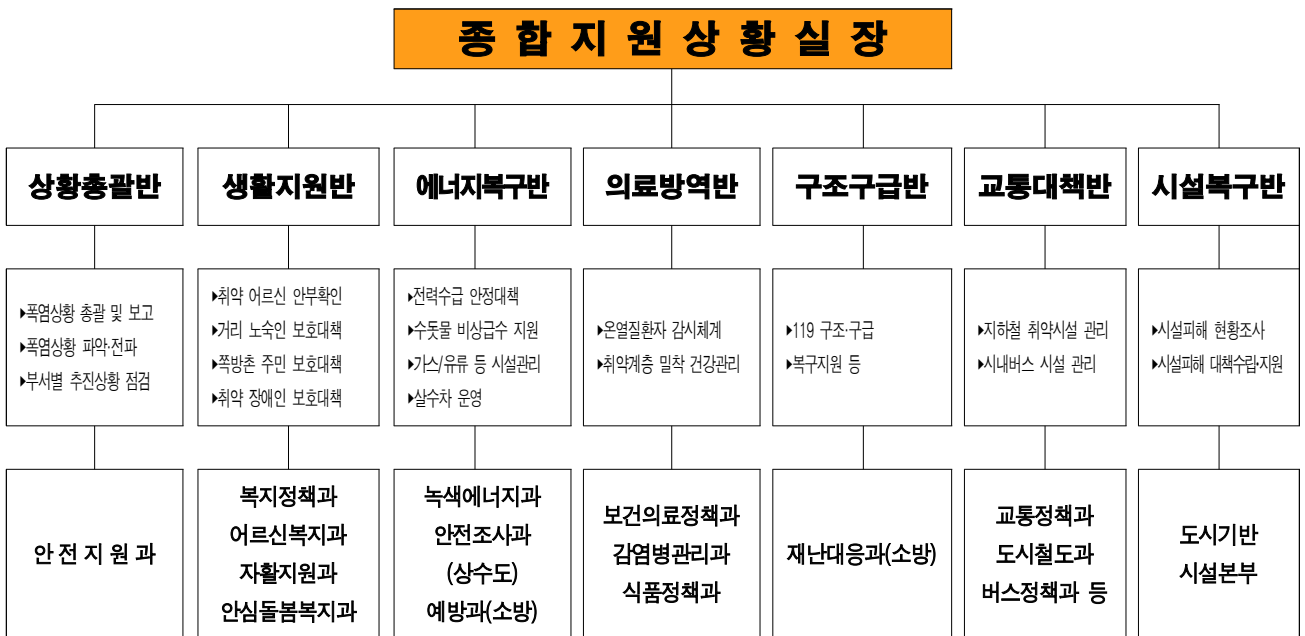 종 합 지 원 상 황 실 장
상황총괄반
생활지원반
에너지복구반
의료방역반
구조구급반
교통대책반
시설복구반
▸폭염상황 총괄 및 보고
▸폭염상황 파악·전파
▸부서별 추진상황 점검
▸취약 어르신 안부확인
▸거리 노숙인 보호대책
▸쪽방촌 주민 보호대책
▸취약 장애인 보호대책
▸전력수급 안정대책
▸수돗물 비상급수 지원
▸가스/유류 등 시설관리
▸살수차 운영
▸온열질환자 감시체계
▸취약계층 밀착 건강관리
▸119 구조·구급
▸복구지원 등
▸지하철 취약시설 관리
▸시내버스 시설 관리
▸시설피해 현황조사
▸시설피해 대책수립·지원
안 전 지 원 과
복지정책과
어르신복지과
자활지원과
안심돌봄복지과
녹색에너지과
안전조사과
(상수도)
예방과(소방)
보건의료정책과
감염병관리과
식품정책과
재난대응과(소방)
교통정책과
도시철도과
버스정책과 등
도시기반
시설본부